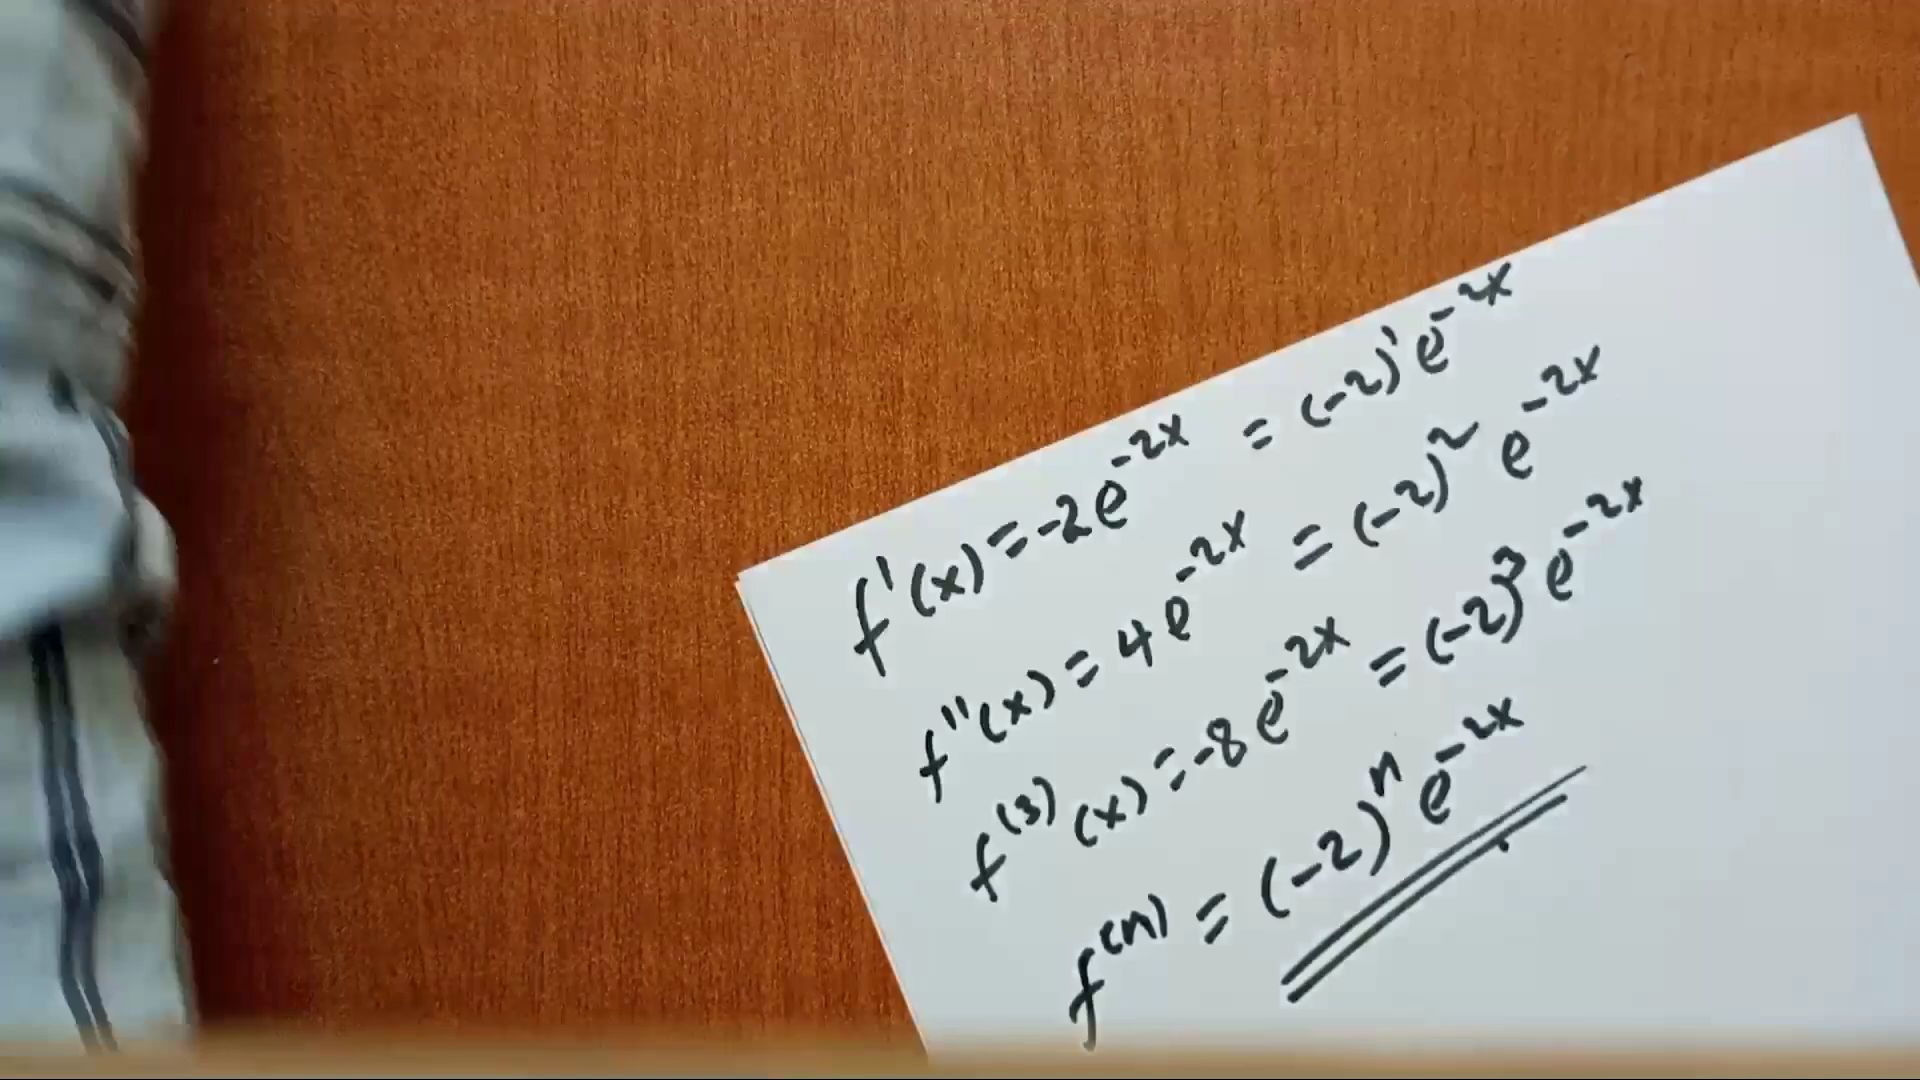 f'(x) = -2e^{-2x} = (-2)^1 e^{-2x}
f''(x) = 4e^{-2x} = (-2)^2 e^{-2x}
f^{(3)}(x) = -8e^{-2x} = (-2)^3 e^{-2x}
f^{(n)} = (-2)^n e^{-2x}